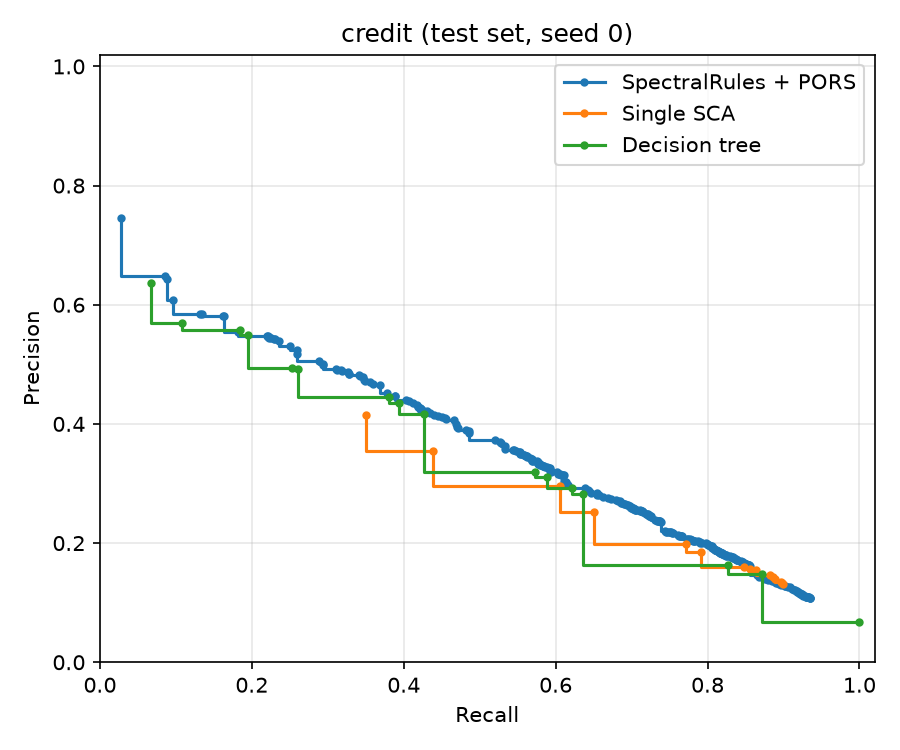 credit (test set, seed 0)
SpectralRules + PORS
Single SCA
Decision tree
Precision
1.0
0.8
0.6
0.4
0.2
0.0
0.0 0.2 0.4 0.6 0.8 1.0
Recall